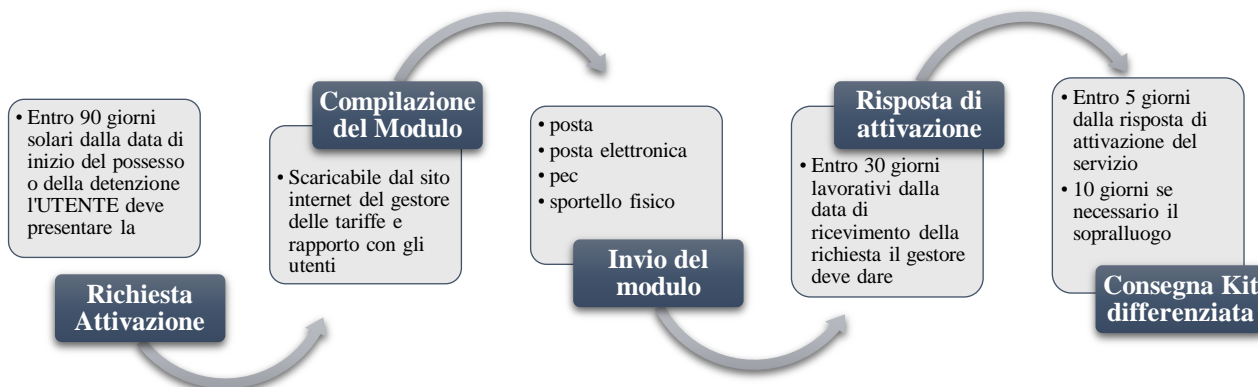 • Entro 90 giorni
solari dalla data di
inizio del possesso
o della detenzione
l'UTENTE deve
presentare la
Richiesta
Attivazione
Compilazione
del Modulo
• Scaricabile dal sito
internet del gestore
delle tariffe e
rapporto con gli
utenti
• posta
• posta elettronica
• pec
• sportello fisico
Invio del
modulo
Risposta di
attivazione
• Entro 30 giorni
lavorativi dalla
data di
ricevimento della
richiesta il gestore
deve dare
• Entro 5 giorni
dalla risposta di
attivazione del
servizio
• 10 giorni se
necessario il
sopralluogo
Consegna Kit
differenziata